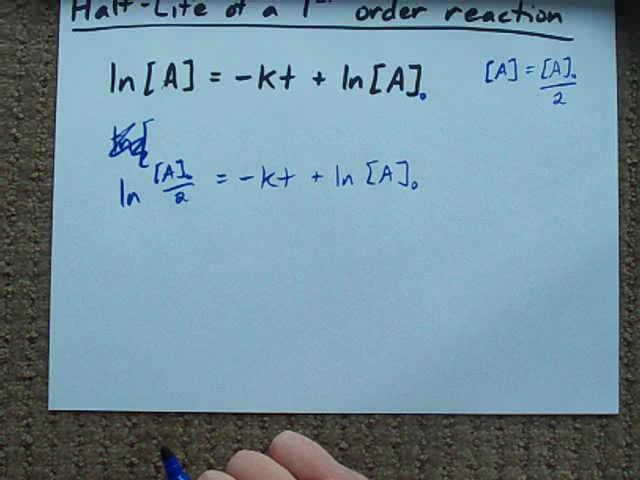 Half-Life of a 1st order reaction
ln [A] = -kt + ln [A]₀
[A] = [A]₀/2
ln [A]₀/2 = -kt + ln [A]₀